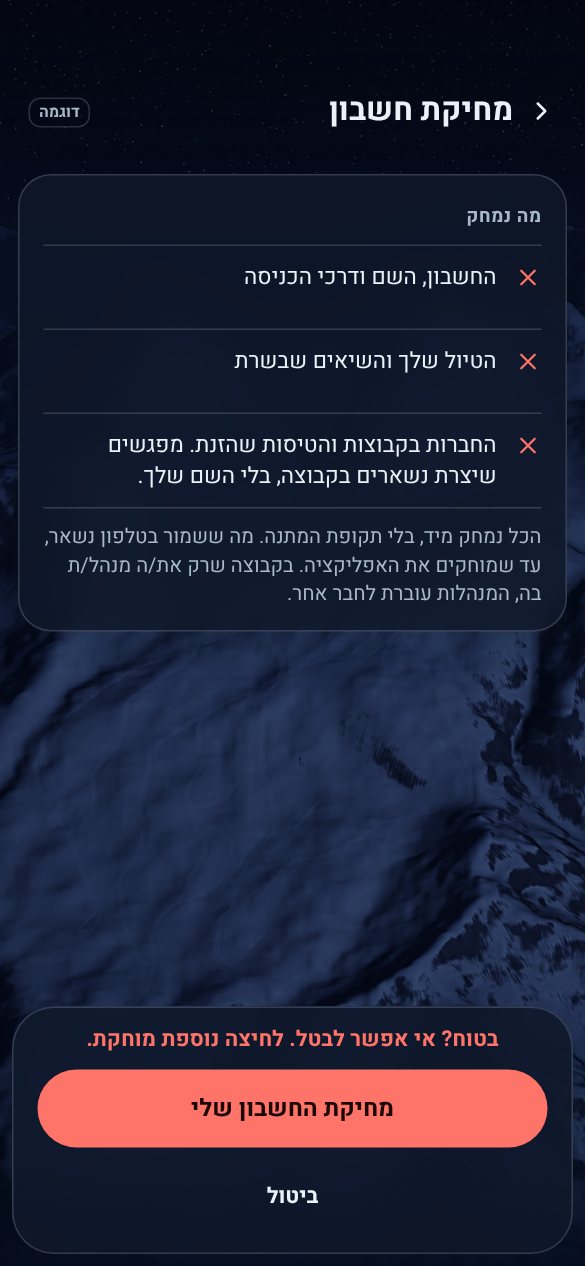 מחיקת חשבון
דוגמה
מה נמחק
החשבון, השם ודרכי הכניסה
הטיול שלך והשיאים שבשרת
החברות בקבוצות והטיסות שהזנת. מפגשים
שיצרת נשארים בקבוצה, בלי השם שלך.
הכל נמחק מיד, בלי תקופת המתנה. מה ששמור בטלפון נשאר,
עד שמוחקים את האפליקציה. בקבוצה שרק את/ה מנהל/ת
בה, המנהלות עוברת לחבר אחר.
בטוח? אי אפשר לבטל. לחיצה נוספת מוחקת.
מחיקת החשבון שלי
ביטול